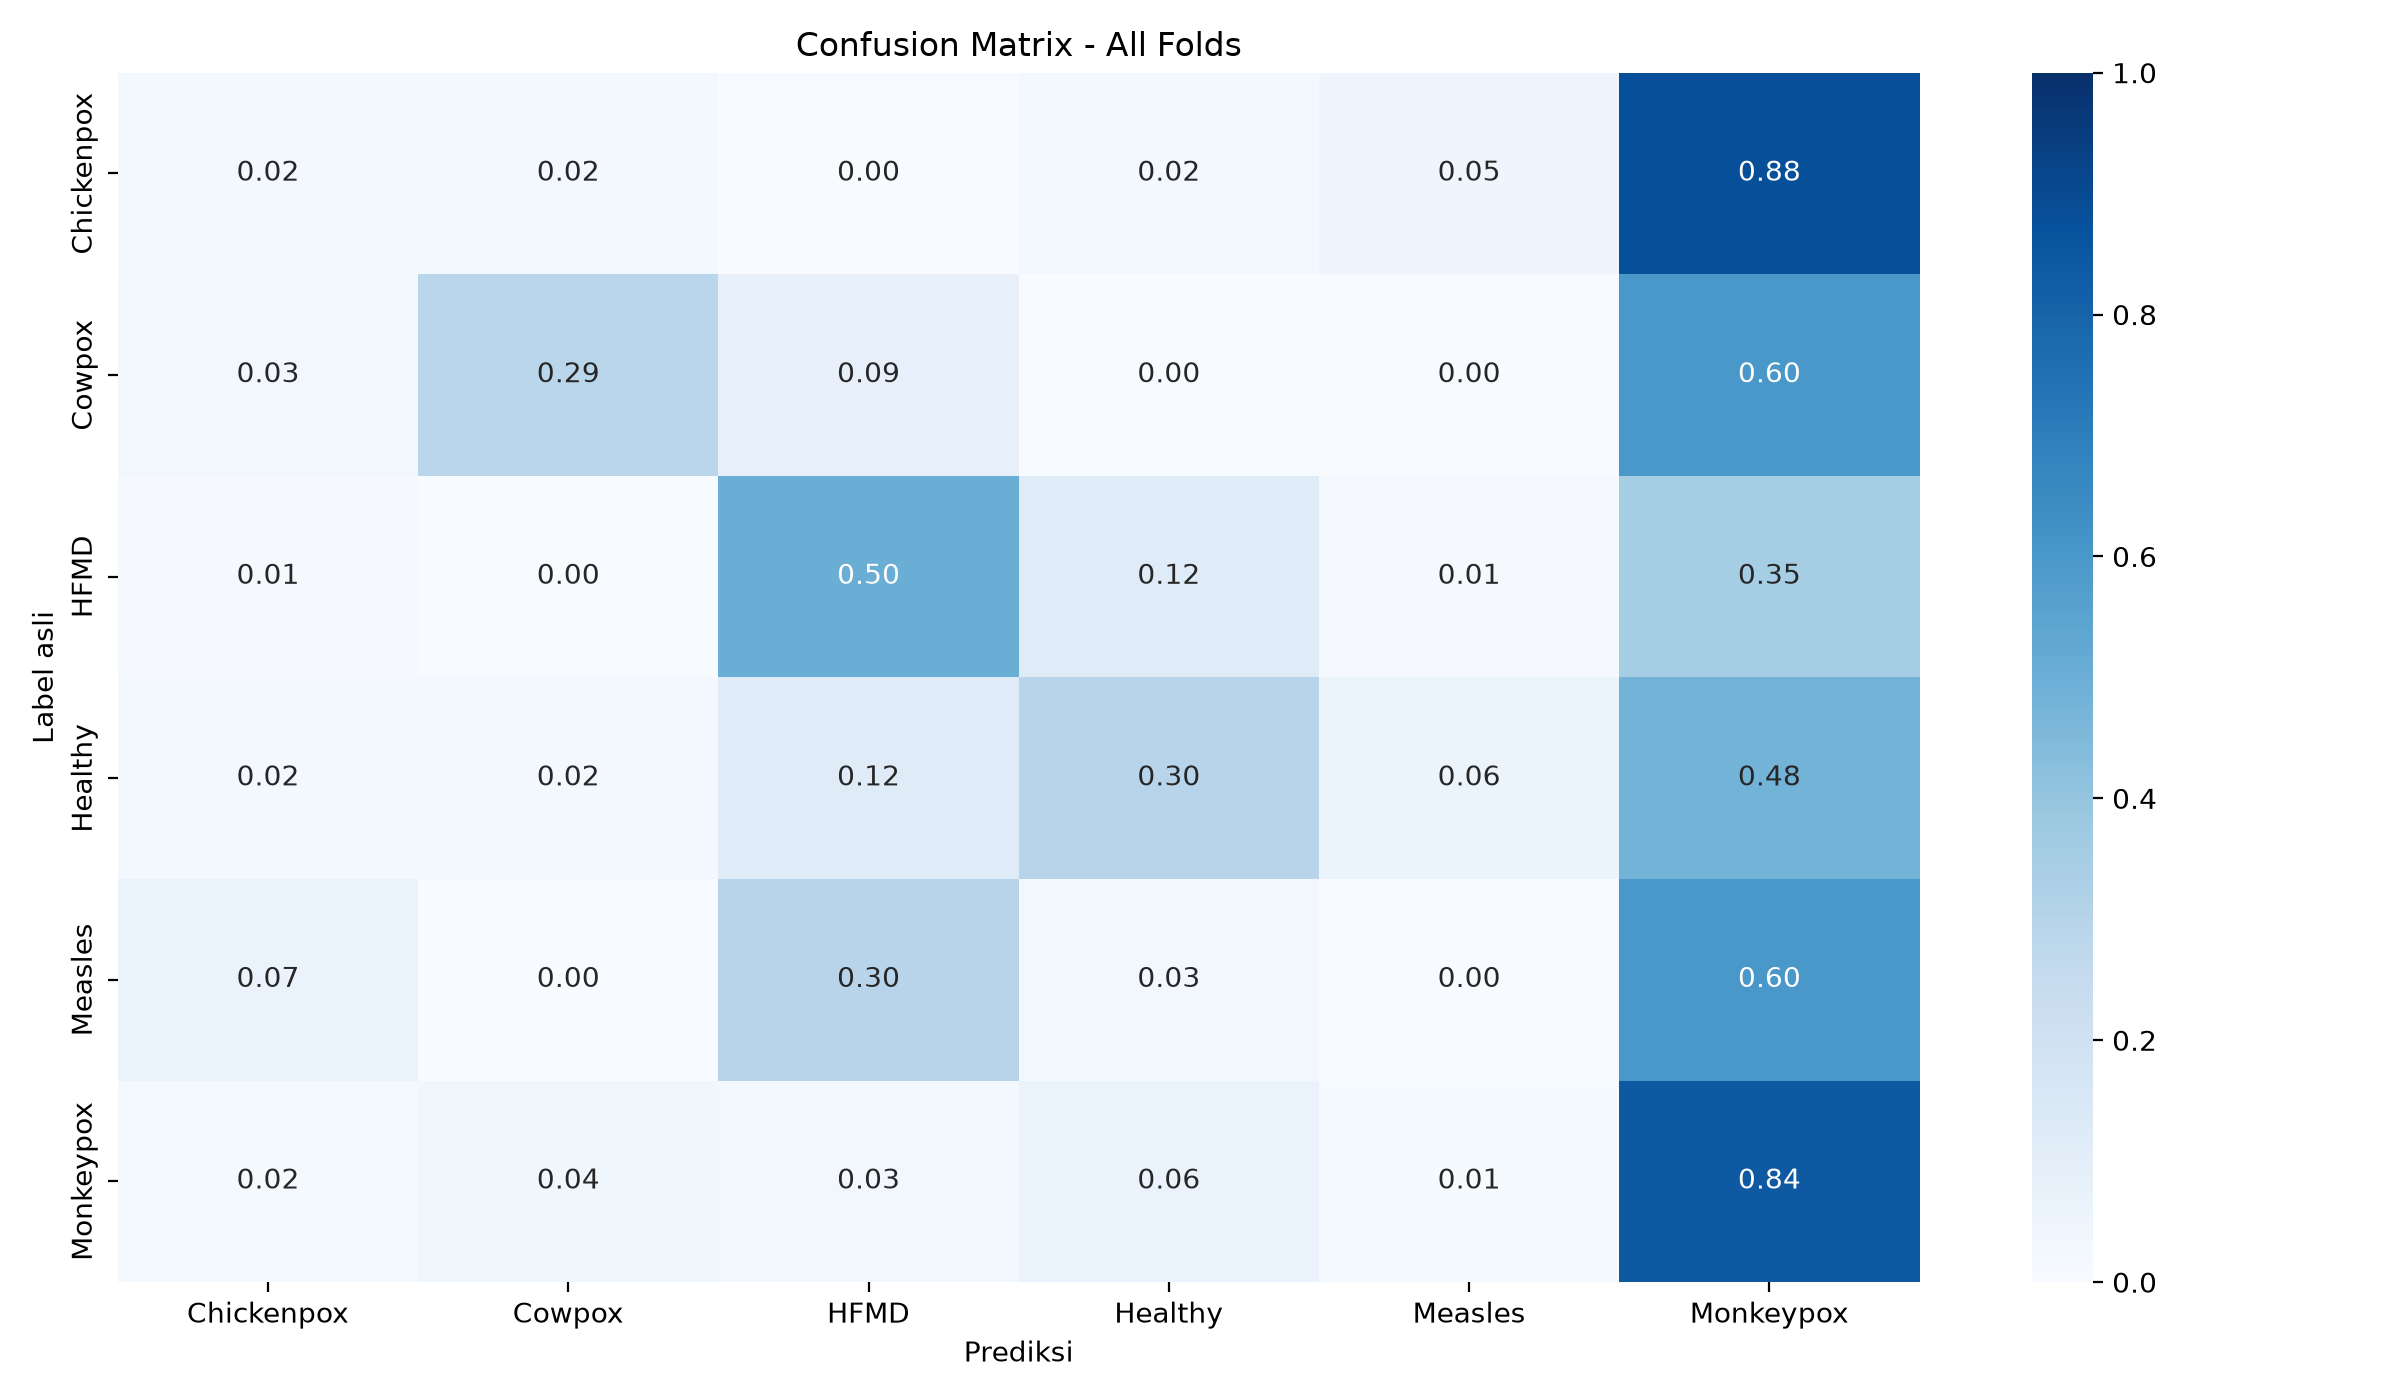 Confusion Matrix - All Folds
Label asli
Chickenpox 0.02 0.02 0.00 0.02 0.05 0.88
Cowpox 0.03 0.29 0.09 0.00 0.00 0.60
HFMD 0.01 0.00 0.50 0.12 0.01 0.35
Healthy 0.02 0.02 0.12 0.30 0.06 0.48
Measles 0.07 0.00 0.30 0.03 0.00 0.60
Monkeypox 0.02 0.04 0.03 0.06 0.01 0.84
Chickenpox Cowpox HFMD Healthy Measles Monkeypox
Prediksi
1.0
0.8
0.6
0.4
0.2
0.0